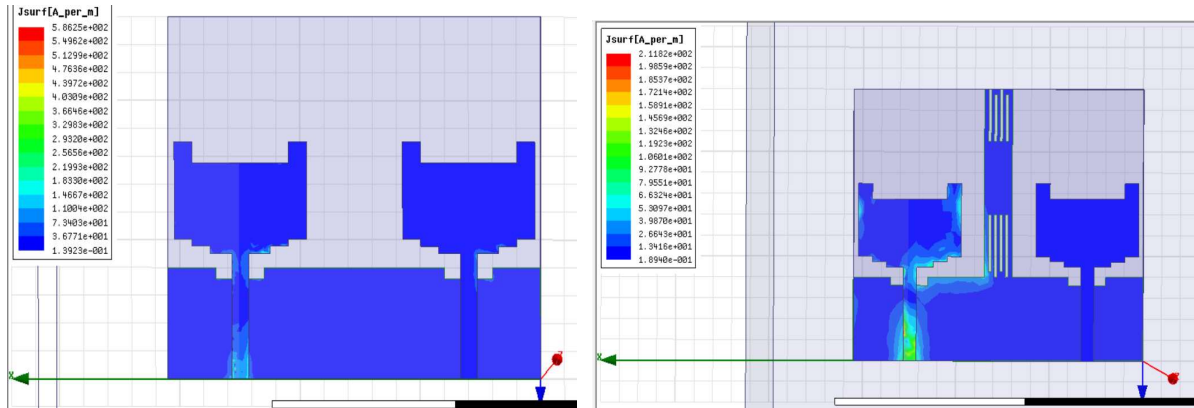 Jsurf[A_per_m]
5.8625e+002
5.4962e+002
5.1299e+002
4.7636e+002
4.3972e+002
4.0309e+002
3.6646e+002
3.2983e+002
2.9320e+002
2.5656e+002
2.1993e+002
1.8330e+002
1.4667e+002
1.1004e+002
7.3403e+001
3.6771e+001
1.3923e-001
X
Jsurf[A_per_m]
2.1182e+002
1.9859e+002
1.8537e+002
1.7214e+002
1.5891e+002
1.4569e+002
1.3246e+002
1.1923e+002
1.0601e+002
9.2778e+001
7.9551e+001
6.6324e+001
5.3097e+001
3.9870e+001
2.6643e+001
1.3416e+001
1.8940e-001
X